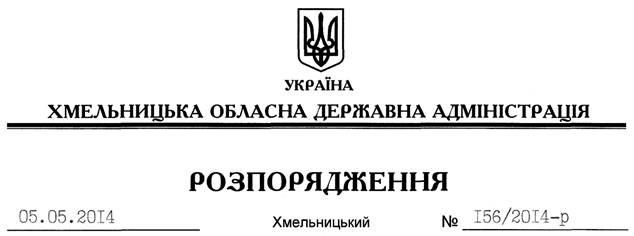 УКРАЇНА
ХМЕЛЬНИЦЬКА ОБЛАСНА ДЕРЖАВНА АДМІНІСТРАЦІЯ
РОЗПОРЯДЖЕННЯ
05.05.2014 Хмельницький № 156/2014-р